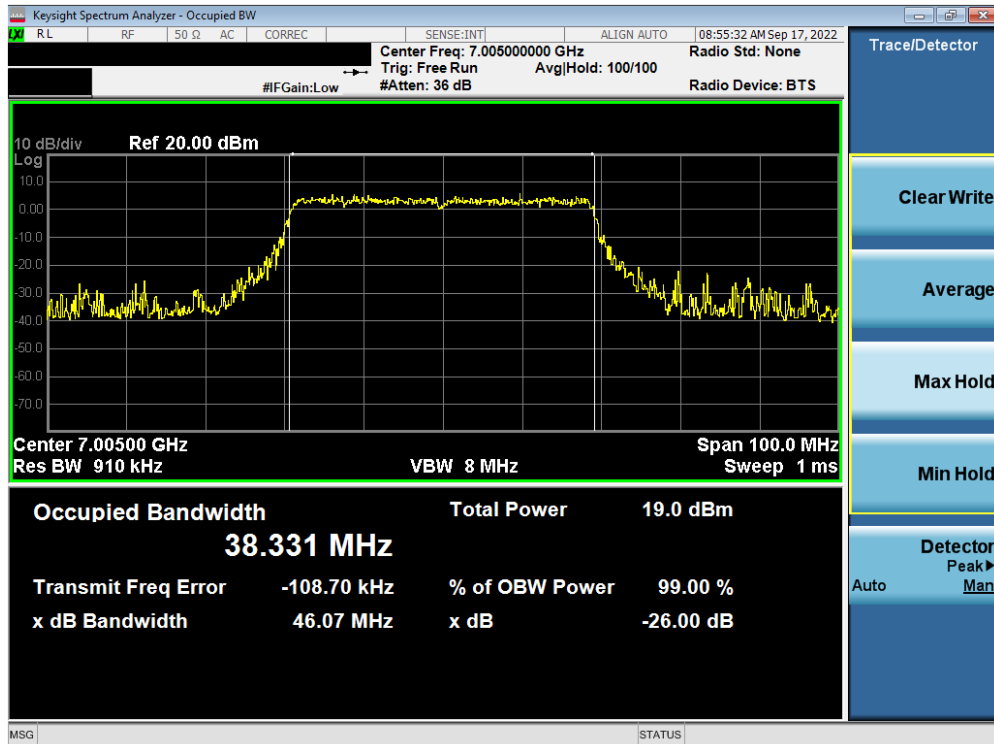 Keysight Spectrum Analyzer - Occupied BW
LXI RL RF 50 Ω AC CORREC SENSE:INT ALIGN AUTO 08:55:32 AM Sep 17, 2022
Center Freq: 7.005000000 GHz Radio Std: None
Trig: Free Run Avg|Hold: 100/100
#IFGain:Low #Atten: 36 dB Radio Device: BTS
10 dB/div Ref 20.00 dBm
Log
10.0
0.00
-10.0
-20.0
-30.0
-40.0
-50.0
-60.0
-70.0
Center 7.00500 GHz Span 100.0 MHz
Res BW 910 kHz VBW 8 MHz Sweep 1 ms
Occupied Bandwidth Total Power 19.0 dBm
38.331 MHz
Transmit Freq Error -108.70 kHz % of OBW Power 99.00 %
x dB Bandwidth 46.07 MHz x dB -26.00 dB
MSG STATUS
Trace/Detector
Clear Write
Average
Max Hold
Min Hold
Detector
Peak▶
Auto Man